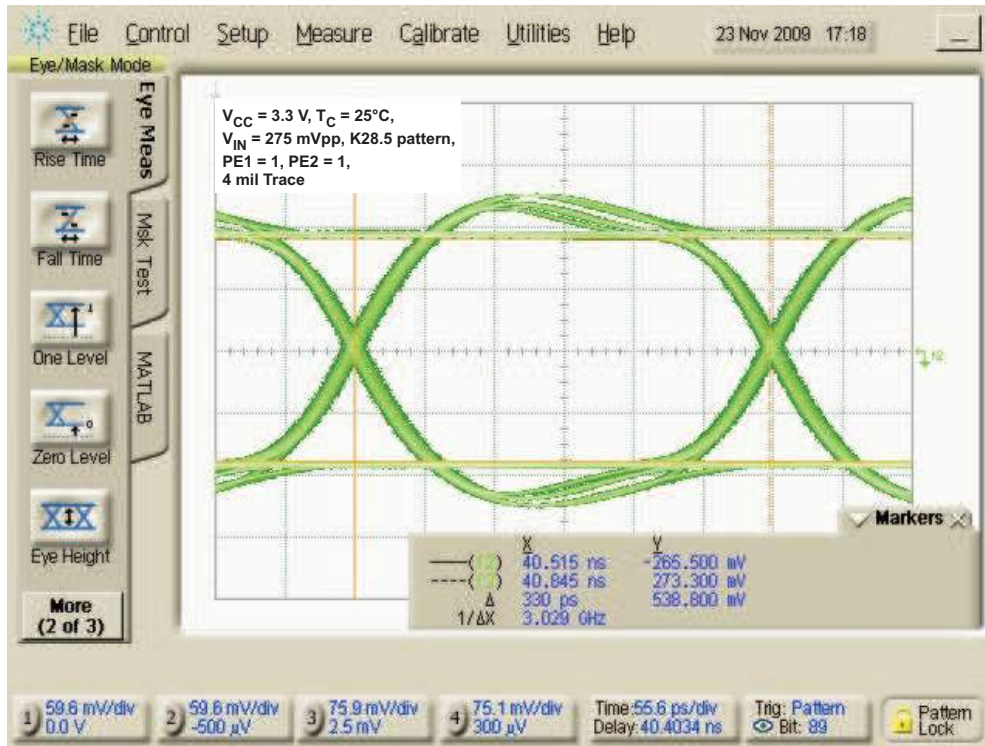 File Control Setup Measure Calibrate Utilities Help 23 Nov 2009 17:18
Eye/Mask Mode
Eye Meas
Msk Test
MATLAB
Rise Time
Fall Time
One Level
Zero Level
Eye Height
More
(2 of 3)
VCC = 3.3 V, TC = 25°C,
VIN = 275 mVpp, K28.5 pattern,
PE1 = 1, PE2 = 1,
4 mil Trace
Markers
X Y
40.515 ns -265.500 mV
40.845 ns 273.300 mV
Δ 330 ps 538.800 mV
1/ΔX 3.029 GHz
1) 59.6 mV/div
0.0 V
2) 59.6 mV/div
-500 µV
3) 75.9 mV/div
2.5 mV
4) 75.1 mV/div
300 µV
Time:55.6 ps/div
Delay:40.4034 ns
Trig: Pattern
Bit: 89
Pattern
Lock